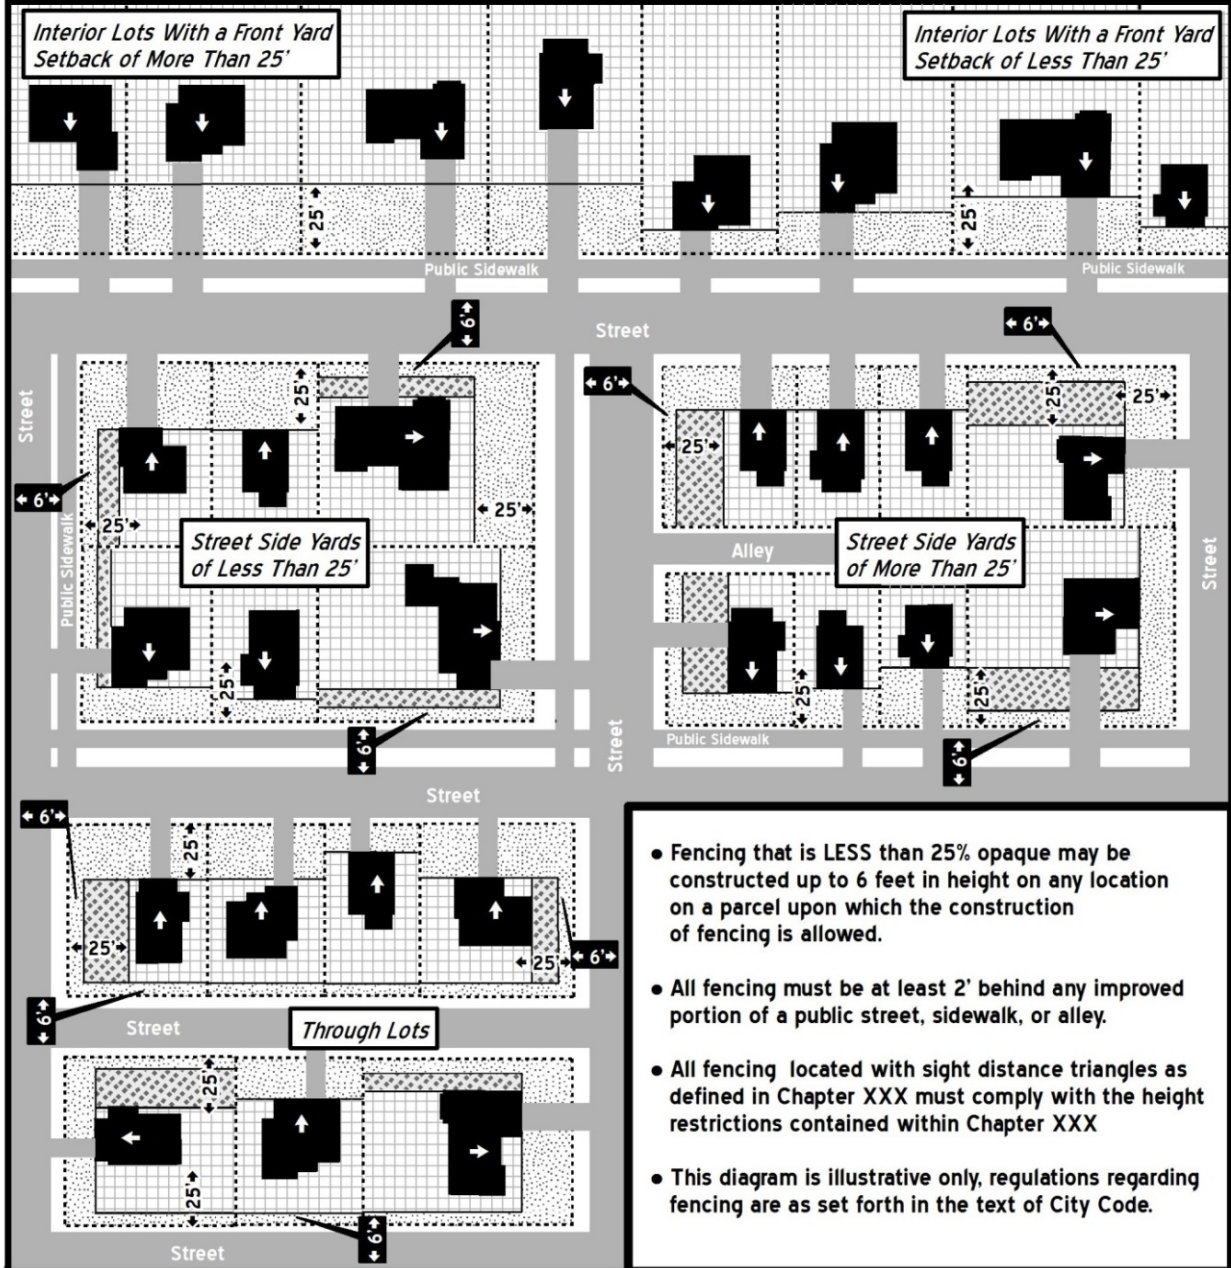 Interior Lots With a Front Yard
Setback of More Than 25'
Interior Lots With a Front Yard
Setback of Less Than 25'
25'
25'
Public Sidewalk
Public Sidewalk
6'
6'
Street
Street
25'
6'
25'
25'
25'
6'
25'
25'
Public Sidewalk
Street Side Yards
of Less Than 25'
Alley
Street Side Yards
of More Than 25'
Street
25'
25'
25'
6'
Street
Public Sidewalk
6'
Street
6'
25'
25'
25'
6'
6'
Street
Through Lots
25'
25'
6'
Street
• Fencing that is LESS than 25% opaque may be
constructed up to 6 feet in height on any location
on a parcel upon which the construction
of fencing is allowed.
• All fencing must be at least 2' behind any improved
portion of a public street, sidewalk, or alley.
• All fencing located with sight distance triangles as
defined in Chapter XXX must comply with the height
restrictions contained within Chapter XXX
• This diagram is illustrative only, regulations regarding
fencing are as set forth in the text of City Code.